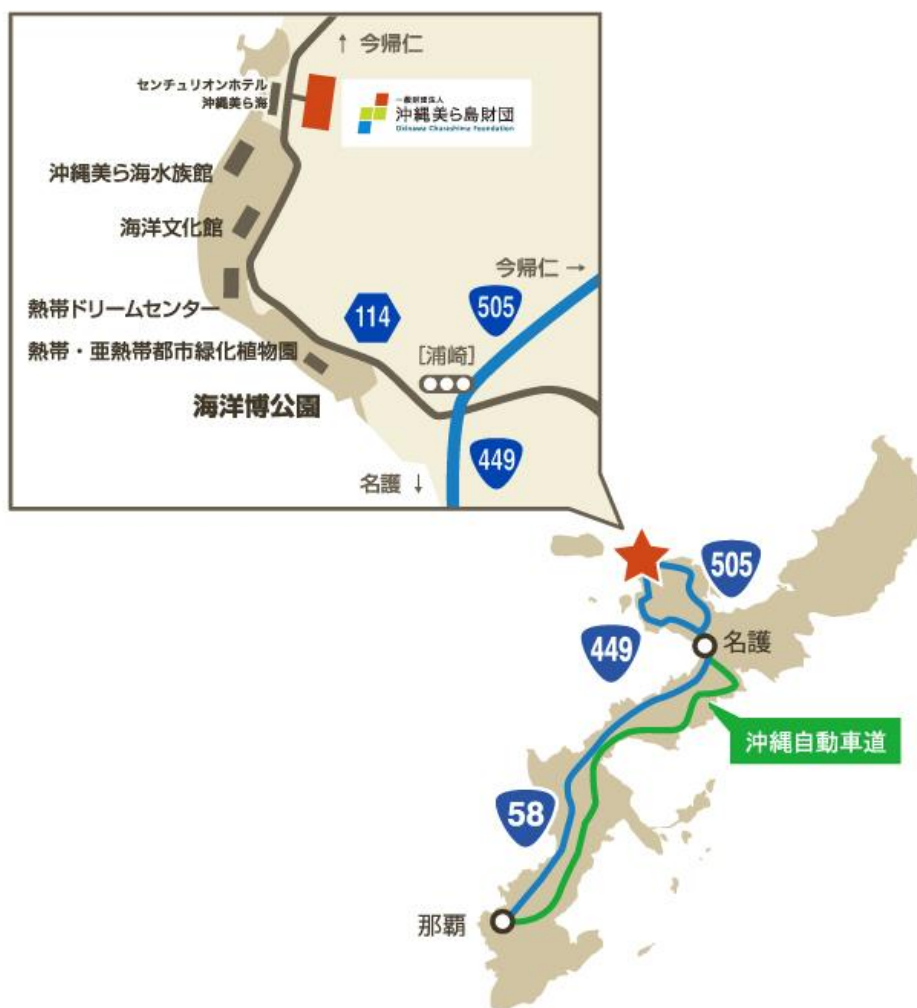 ↑ 今帰仁
センチュリオンホテル
沖縄美ら海
一般財団法人
沖縄美ら島財団
Okinawa Churashima Foundation
沖縄美ら海水族館
海洋文化館
今帰仁 →
熱帯ドリームセンター
114
505
[浦崎]
熱帯・亜熱帯都市緑化植物園
海洋博公園
449
名護 ↓
505
449
名護
沖縄自動車道
58
那覇